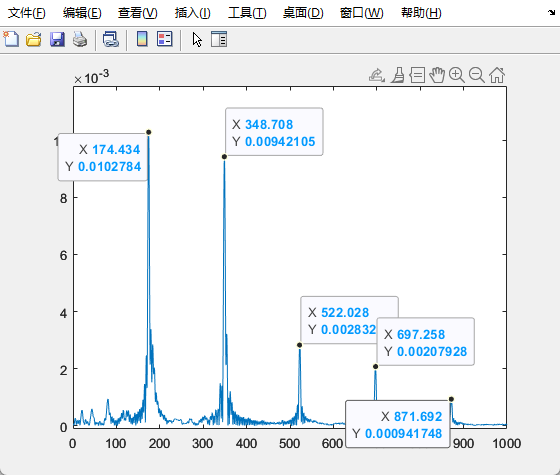 文件(F) 编辑(E) 查看(V) 插入(I) 工具(T) 桌面(D) 窗口(W) 帮助(H)
×10⁻³
X 174.434
Y 0.0102784
X 348.708
Y 0.00942105
X 522.028
Y 0.002832
X 697.258
Y 0.00207928
X 871.692
Y 0.000941748
8
6
4
2
0
0 100 200 300 400 500 600 900 1000